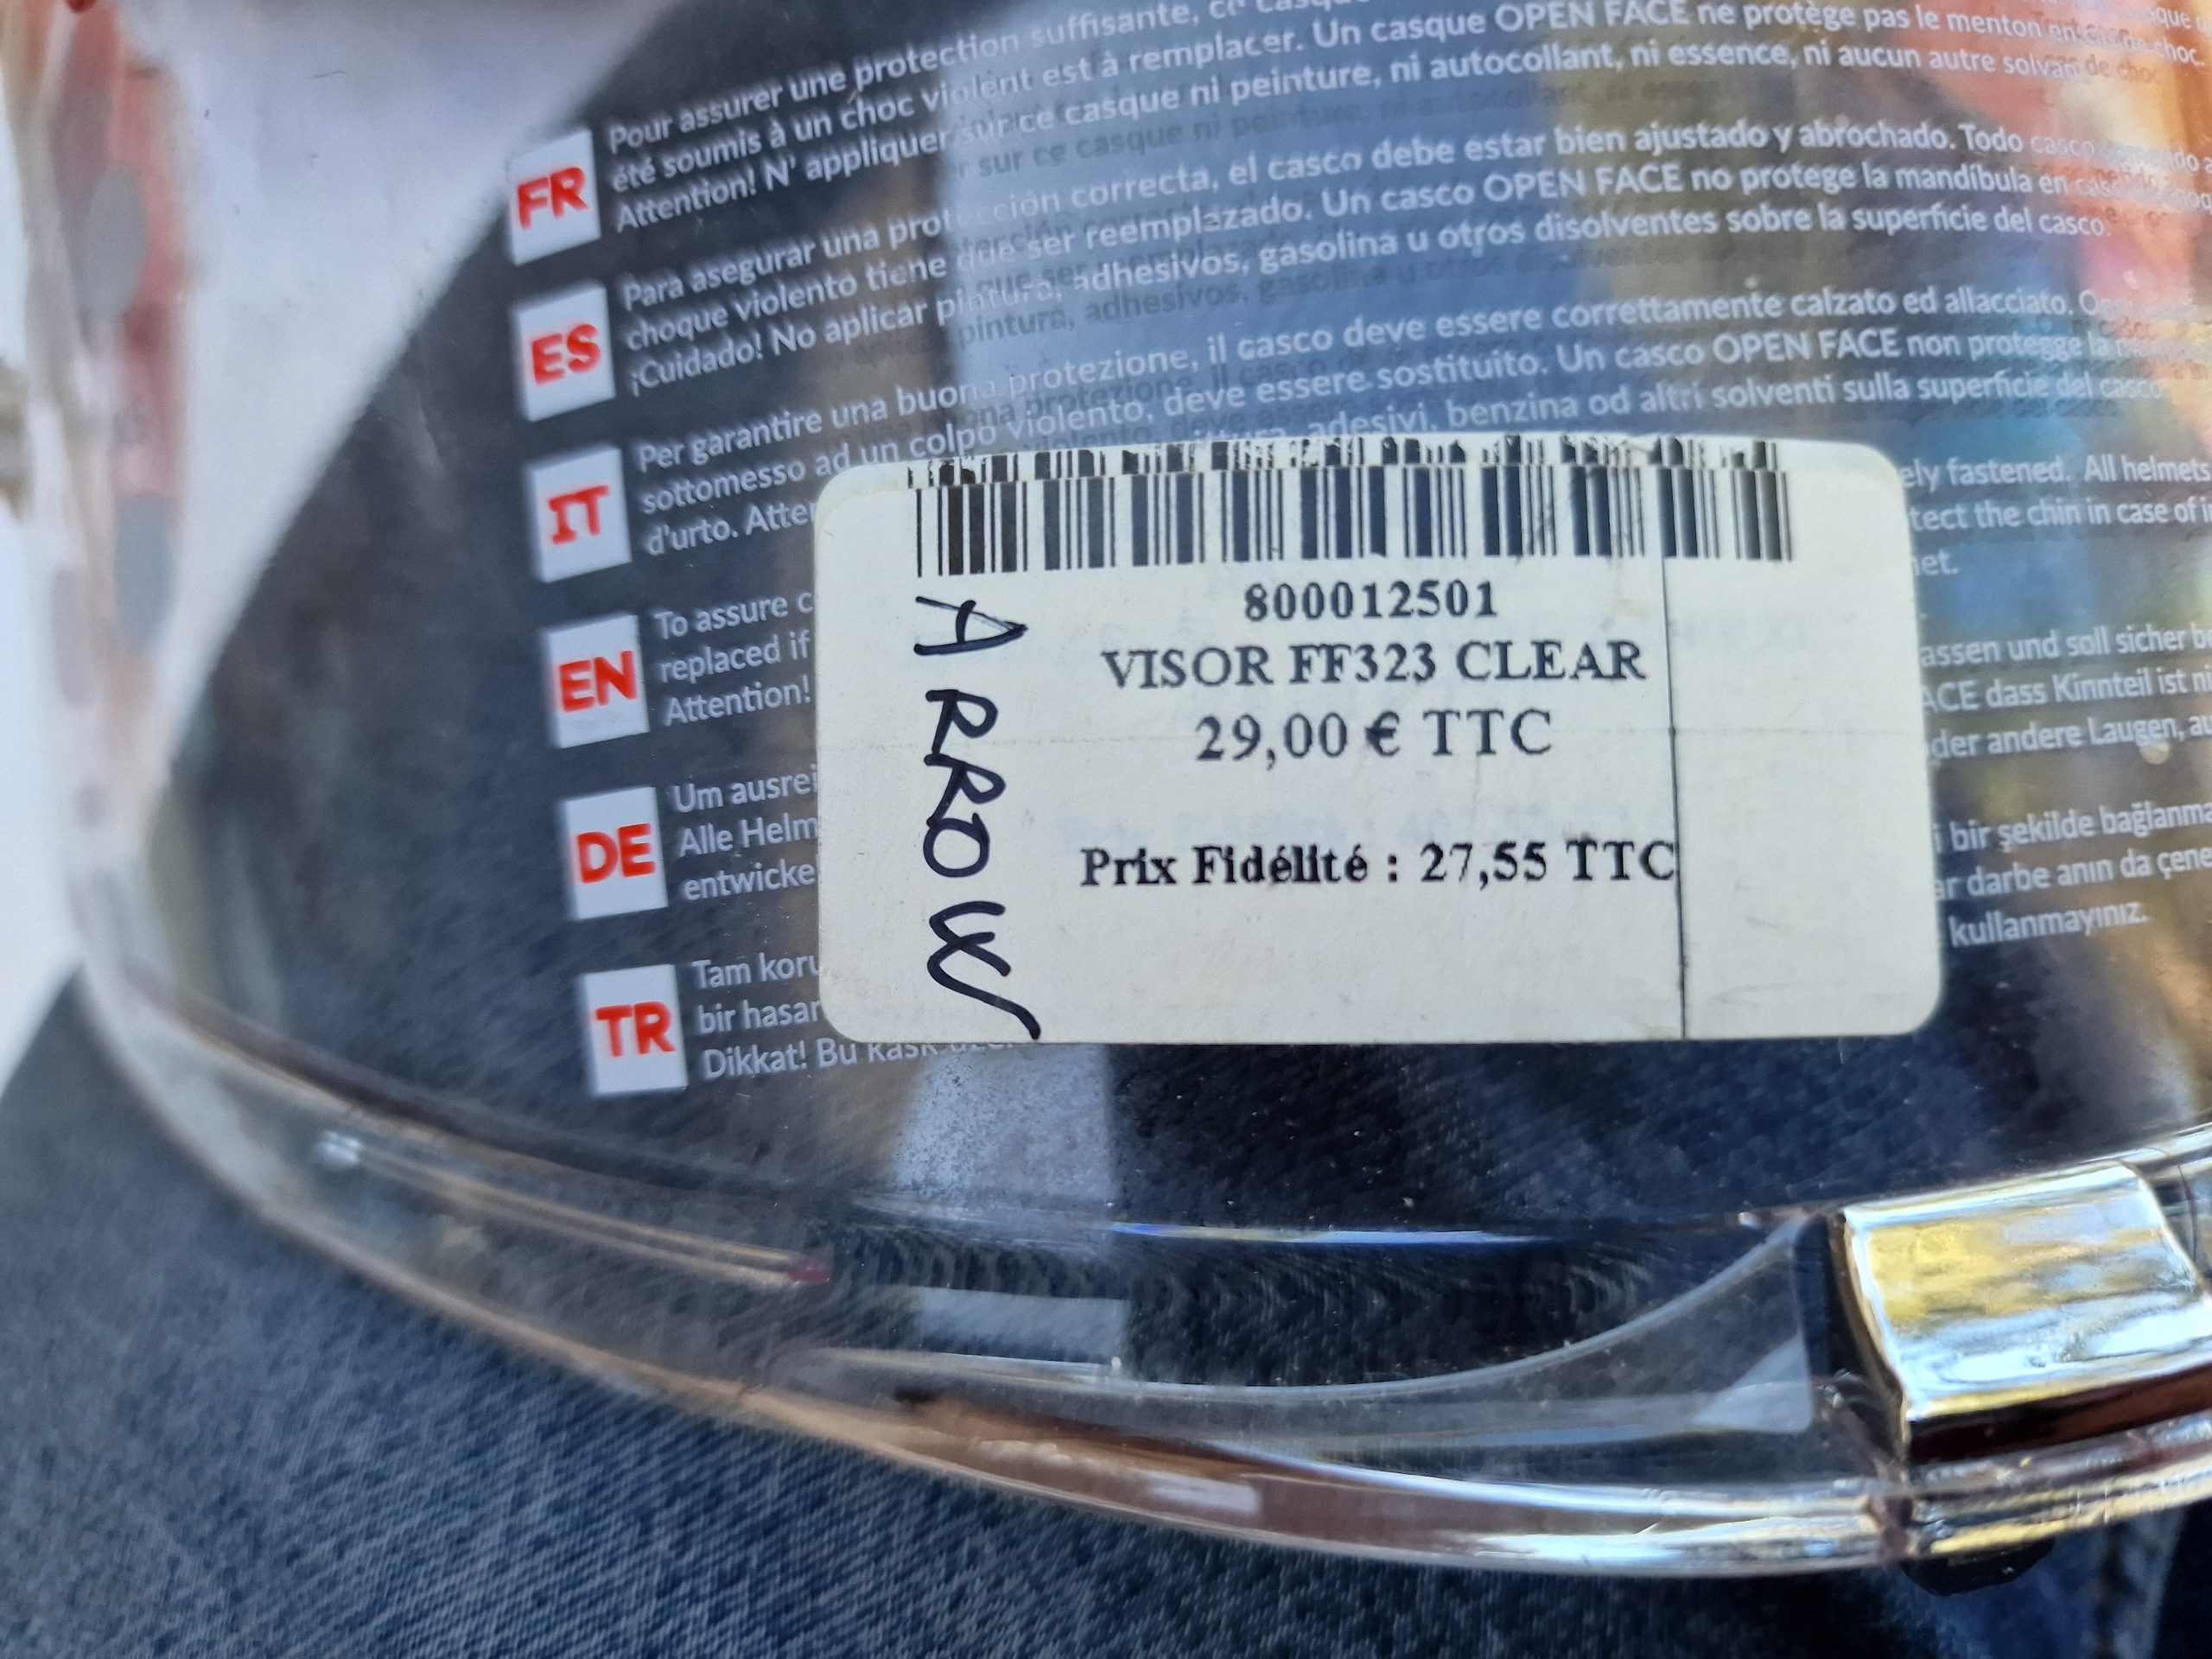 FR
Pour assurer une protection suffisante, ce
été soumis à un choc violent est à remplacer. Un casque OPEN FACE ne protège pas le menton en cas de choc.
Attention! N' appliquer sur ce casque ni peinture, ni autocollant, ni essence, ni aucun autre solvan
ES
Para asegurar una protección correcta, el casco debe estar bien ajustado y abrochado. Todo casco
choque violento tiene que ser reemplazado. Un casco OPEN FACE no protege la mandíbula en
¡Cuidado! No aplicar pintura, adhesivos, gasolina u otros disolventes sobre la superficie del casco.
IT
Per garantire una buona protezione, il casco deve essere correttamente calzato ed allacciato.
sottomesso ad un colpo violento, deve essere sostituito. Un casco OPEN FACE non protegge la
d'urto. Atte adesivi, benzina od altri solventi sulla superficie del casco
EN
To assure c ely fastened. All helmets
replaced if tect the chin in case of
Attention! et.
DE
Um ausrei assen und soll sicher b
Alle Helm ACE dass Kinnteil ist ni
entwicke der andere Laugen, au
TR
Tam koru i bir şekilde bağlanma
bir hasar ar darbe anın da çene
Dikkat! Bu kask kullanmayınız.
800012501
VISOR FF323 CLEAR
29,00 € TTC
Prix Fidélité : 27,55 TTC
ARROW